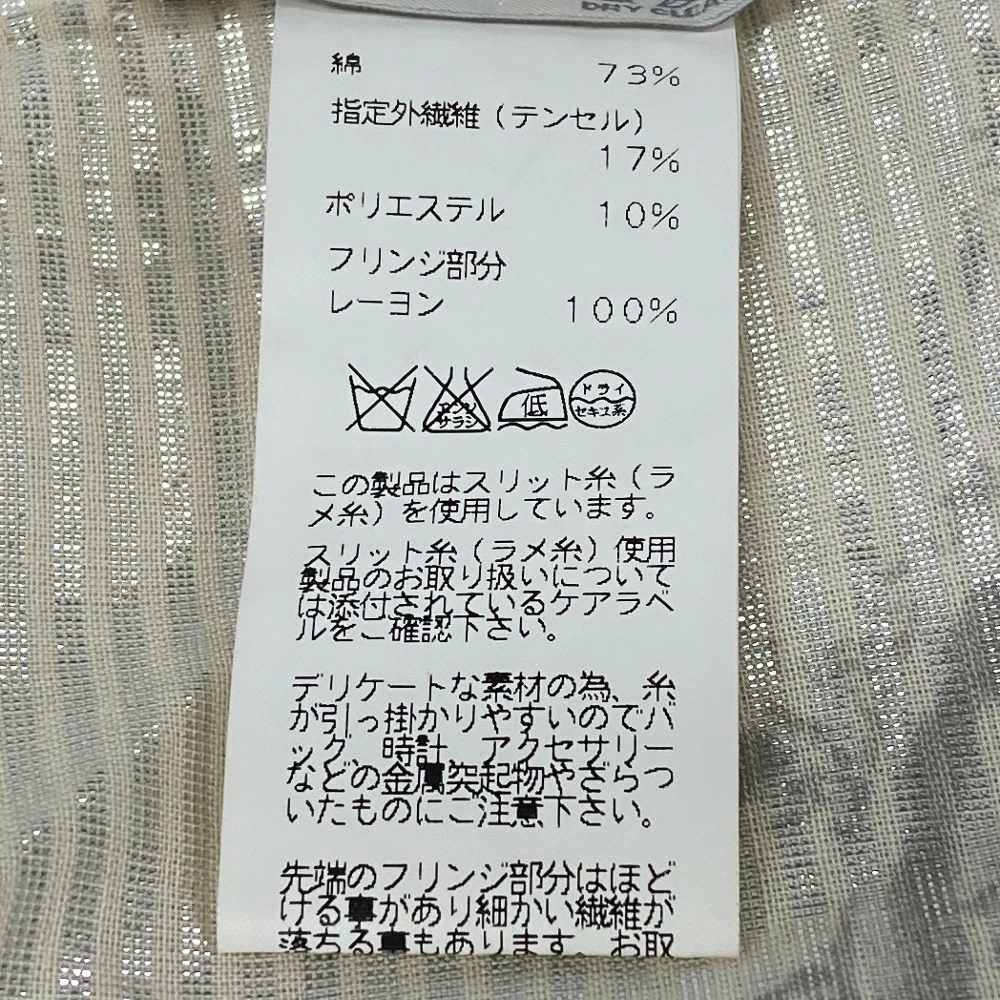 綿 73%
指定外繊維（テンセル）
17%
ポリエステル 10%
フリンジ部分
レーヨン 100%
エンソ
サラシ
低
ドライ
セキユ系
この製品はスリット糸（ラ
メ糸）を使用しています。
スリット糸（ラメ糸）使用
製品のお取り扱いについて
は添付されているケアラベ
ルをご確認下さい。
デリケートな素材の為、糸
が引っ掛かりやすいのでバ
ッグ、時計、アクセサリー
などの金属突起物やざらつ
いたものにご注意下さい。
先端のフリンジ部分はほど
ける事があり細かい繊維が
落ちる事もあります。お取